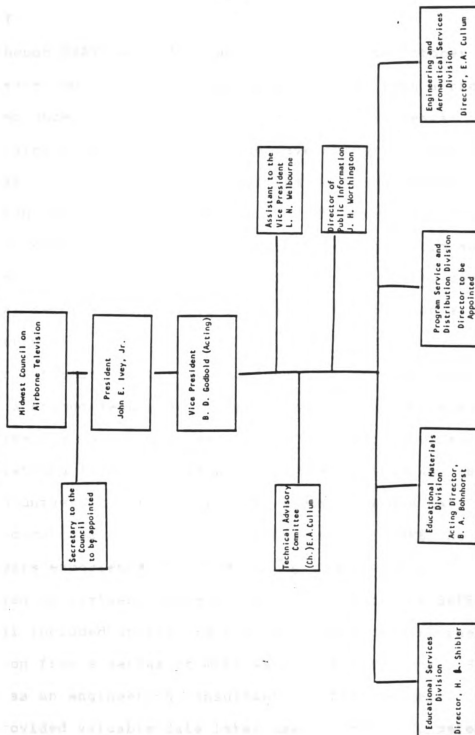 Midwest Council on
Airborne Television
Secretary to the
Council
to be appointed
President
John E. Ivey, Jr.
Vice President
B. D. Godbold (Acting)
Assistant to the
Vice President
L. N. Welbourne
Director of
Public Information
J. H. Worthington
Technical Advisory
Committee
(Ch.)E.A.Cullum
Educational Services
Division
Director, H. L. Shibler
Educational Materials
Division
Acting Director,
B. A. Bohnhorst
Program Service and
Distribution Division
Director to be
Appointed
Engineering and
Aeronautical Services
Division
Director, E.A. Cullum